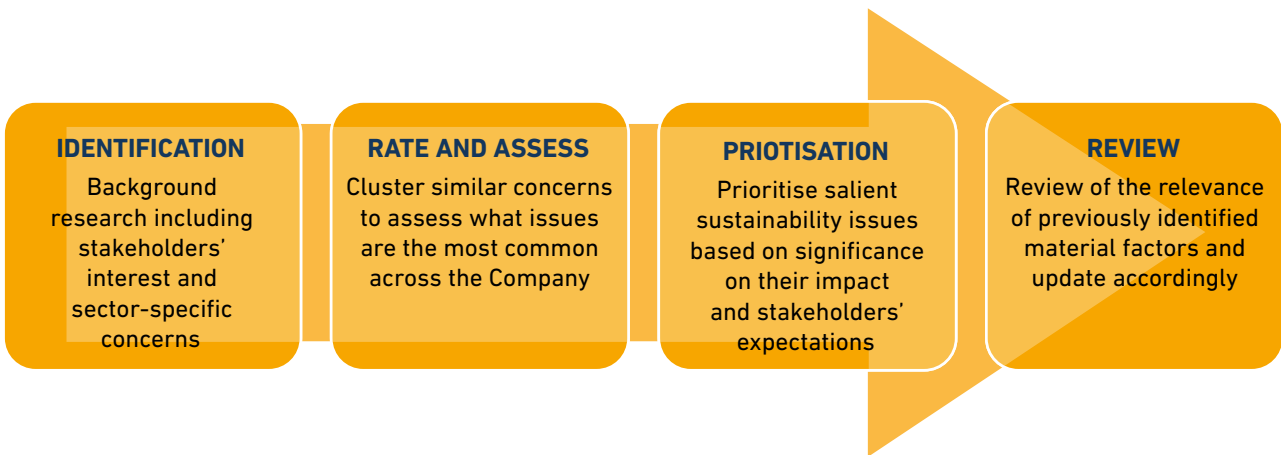 IDENTIFICATION
Background
research including
stakeholders’
interest and
sector-specific
concerns
RATE AND ASSESS
Cluster similar concerns
to assess what issues
are the most common
across the Company
PRIOTISATION
Prioritise salient
sustainability issues
based on significance
on their impact
and stakeholders’
expectations
REVIEW
Review of the relevance
of previously identified
material factors and
update accordingly